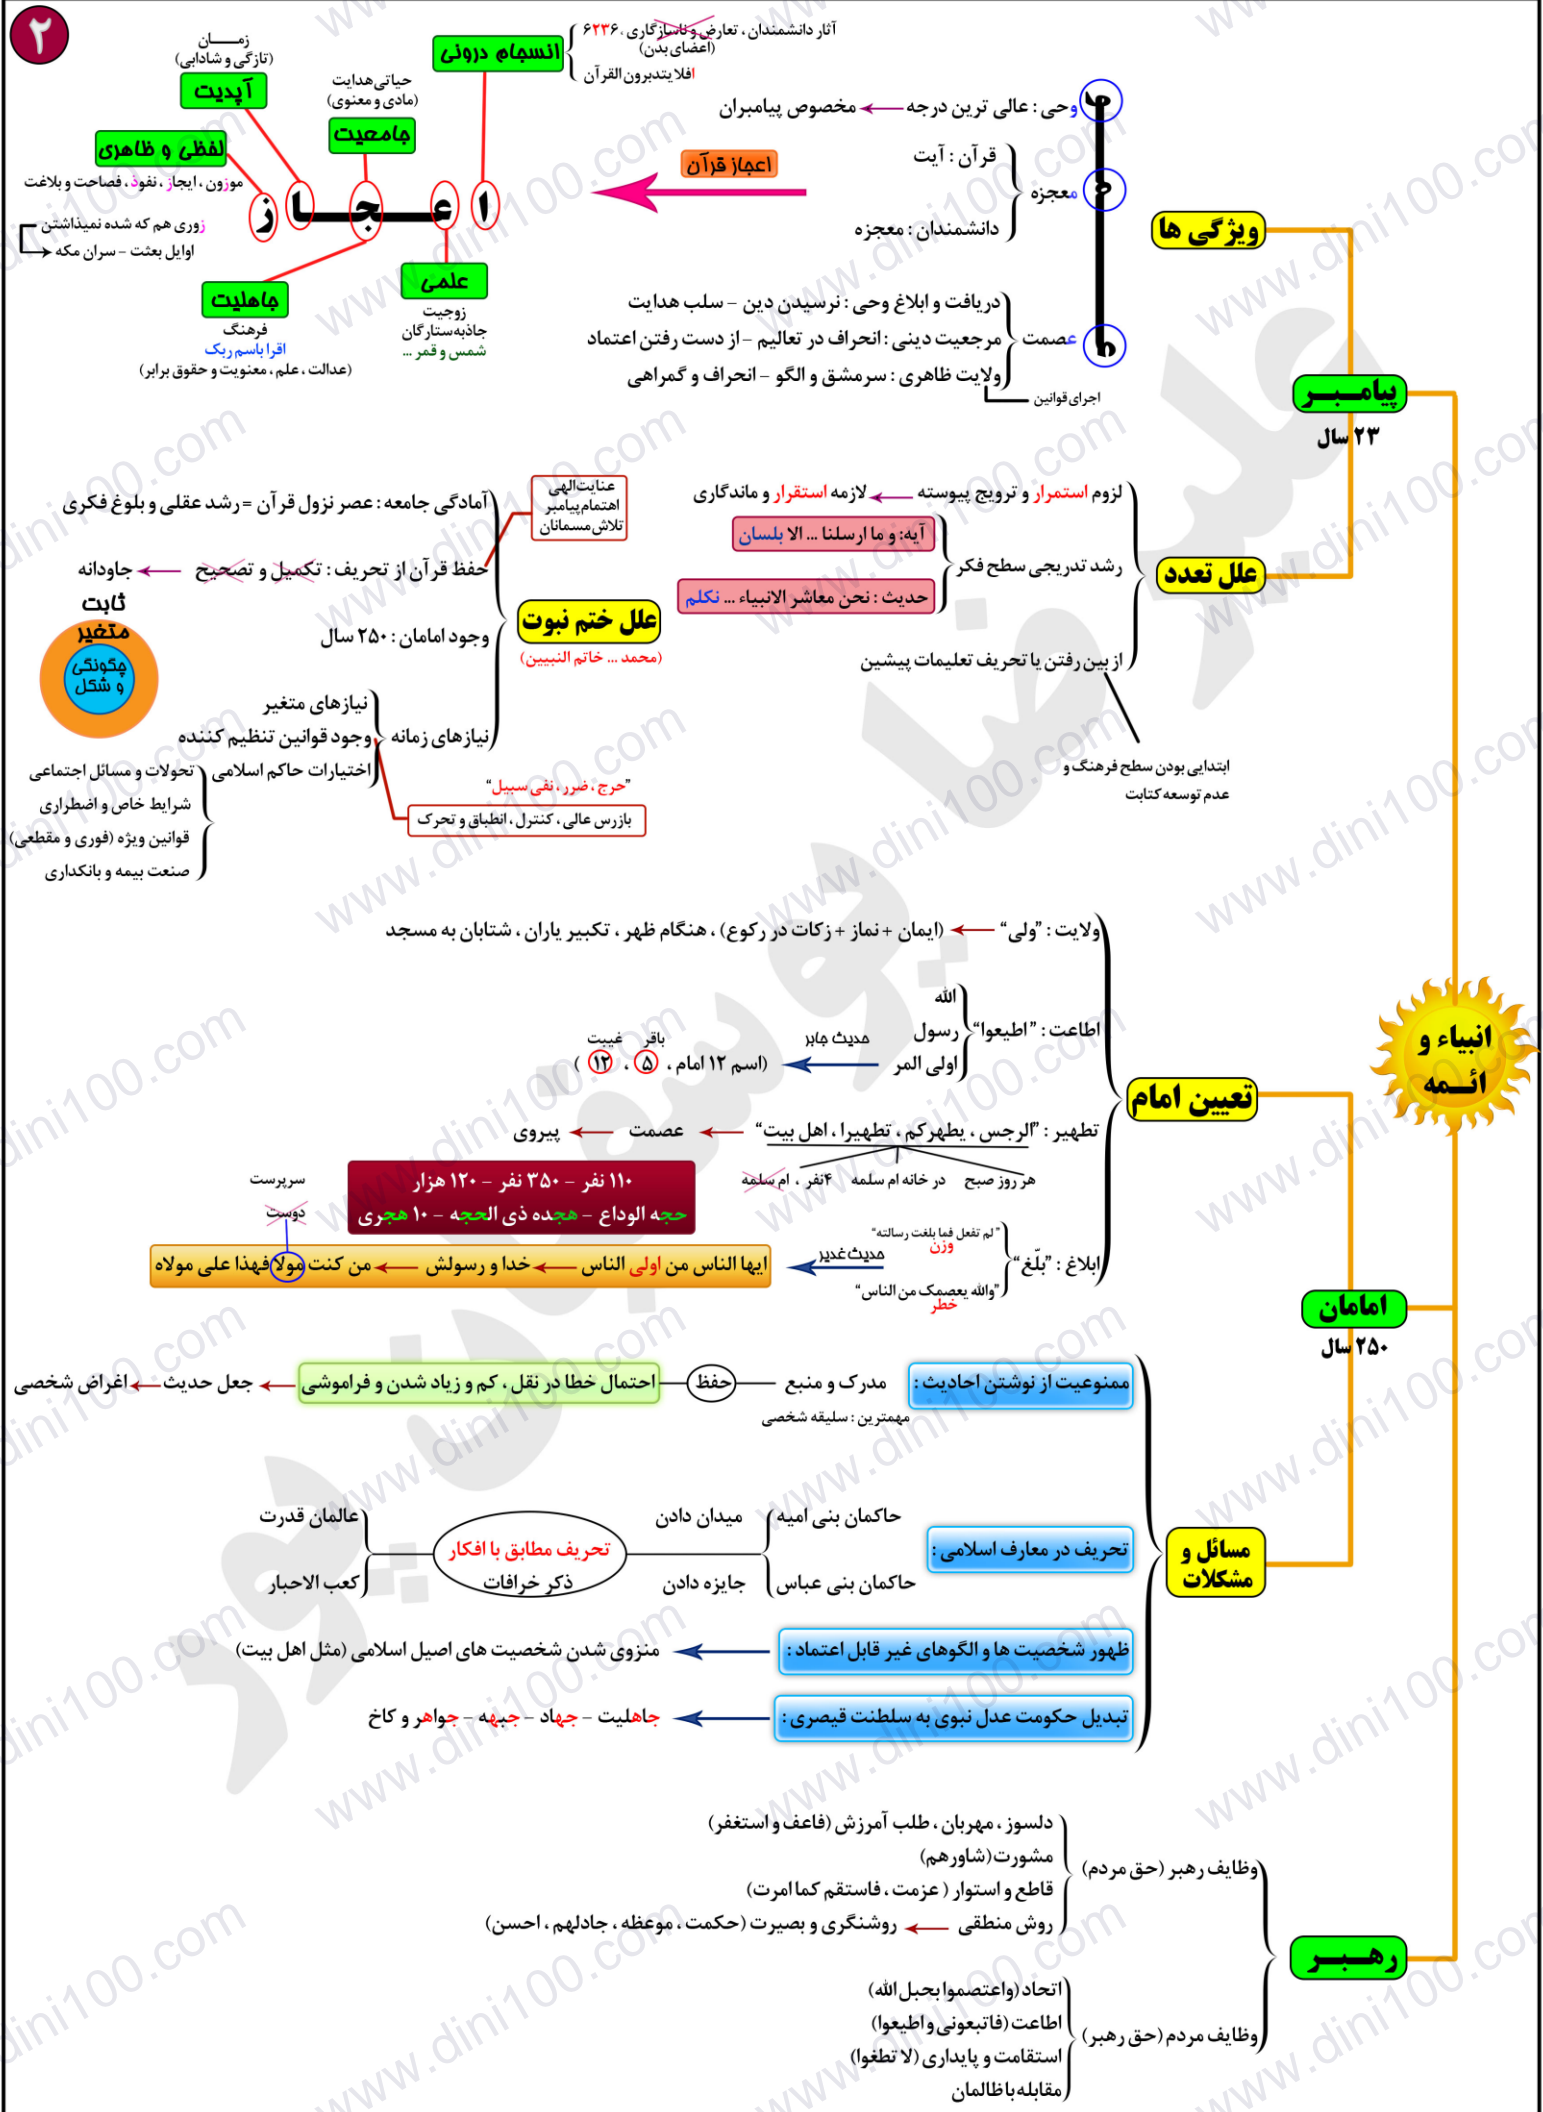 ۲
انبیاء و
ائـمه
پیامـبـر
۲۳ سال
ویژگی ها
وحی : عالی ترین درجه ← مخصوص پیامبران
معجزه
قرآن : آیت
دانشمندان : معجزه
اعجاز قرآن
اعـجـاز
انسجام درونی
آثار دانشمندان ، تعارض و ناسازگاری ، ۶۲۳۶
(اعضای بدن)
افلا یتدبرون القرآن
علمی
زوجیت
جاذبه ستارگان
شمس و قمر ...
جامعیت
حیاتی هدایت
(مادی و معنوی)
جاهلیت
فرهنگ
اقرا باسم ربک
(عدالت ، علم ، معنویت و حقوق برابر)
آپدیت
زمـــان
(تازگی و شادابی)
لفظی و ظاهری
موزون ، ایجاز ، نفوذ ، فصاحت و بلاغت
زوری هم که شده نمیذاشتن
اوایل بعثت - سران مکه
عصمت
دریافت و ابلاغ وحی : نرسیدن دین - سلب هدایت
مرجعیت دینی : انحراف در تعالیم - از دست رفتن اعتماد
ولایت ظاهری : سرمشق و الگو - انحراف و گمراهی
اجرای قوانین
علل تعدد
لزوم استمرار و ترویج پیوسته ← لازمه استقرار و ماندگاری
رشد تدریجی سطح فکر
آیه: و ما ارسلنا ... الا بلسان
حدیث : نحن معاشر الانبیاء ... نکلم
از بین رفتن یا تحریف تعلیمات پیشین
ابتدایی بودن سطح فرهنگ و
عدم توسعه کتابت
علل ختم نبوت
(محمد ... خاتم النبیین)
آمادگی جامعه : عصر نزول قرآن = رشد عقلی و بلوغ فکری
عنایت الهی
اهتمام پیامبر
تلاش مسمانان
حفظ قرآن از تحریف : تکمیل و تصحیح ← جاودانه
وجود امامان : ۲۵۰ سال
ثابت
متغیر
چگونگی
و شکل
نیازهای زمانه
نیازهای متغیر
وجود قوانین تنظیم کننده
اختیارات حاکم اسلامی
"حرج ، ضرر ، نفی سبیل"
بازرس عالی ، کنترل ، انطباق و تحرک
تحولات و مسائل اجتماعی
شرایط خاص و اضطراری
قوانین ویژه (فوری و مقطعی)
صنعت بیمه و بانکداری
امامان
۲۵۰ سال
تعیین امام
ولایت : "ولی" ← (ایمان + نماز + زکات در رکوع) ، هنگام ظهر ، تکبیر یاران ، شتابان به مسجد
اطاعت : "اطیعوا"
الله
رسول
اولی المر
حدیث جابر
باقر غیبت
(اسم ۱۲ امام ، ۵ ، ۱۲ )
تطهیر : "الرجس ، یطهرکم ، تطهیرا ، اهل بیت" ← عصمت ← پیروی
هر روز صبح در خانه ام سلمه ۴نفر ، ام سلمه
۱۱۰ نفر - ۳۵۰ نفر - ۱۲۰ هزار
حجه الوداع - هجده ذی الحجه - ۱۰ هجری
سرپرست
دوست
ابلاغ : "بلّغ"
"لم تفعل فما بلغت رسالته"
وزن
"والله یعصمک من الناس"
خطر
حدیث غدیر
ایها الناس من اولی الناس ← خدا و رسولش ← من کنت مولا فهذا علی مولاه
مسائل و
مشکلات
ممنوعیت از نوشتن احادیث :
مدرک و منبع — حفظ — احتمال خطا در نقل ، کم و زیاد شدن و فراموشی ← جعل حدیث ← اغراض شخصی
مهمترین : سلیقه شخصی
تحریف در معارف اسلامی :
حاکمان بنی امیه
حاکمان بنی عباس
میدان دادن
جایزه دادن
تحریف مطابق با افکار
ذکر خرافات
عالمان قدرت
کعب الاحبار
ظهور شخصیت ها و الگوهای غیر قابل اعتماد :
منزوی شدن شخصیت های اصیل اسلامی (مثل اهل بیت)
تبدیل حکومت عدل نبوی به سلطنت قیصری :
جاهلیت - جهاد - جبهه - جواهر و کاخ
رهـبـر
وظایف رهبر (حق مردم)
دلسوز ، مهربان ، طلب آمرزش (فاعف و استغفر)
مشورت(شاورهم)
قاطع و استوار ( عزمت ، فاستقم کما امرت)
روش منطقی ← روشنگری و بصیرت (حکمت ، موعظه ، جادلهم ، احسن)
وظایف مردم (حق رهبر)
اتحاد (واعتصموا بحبل الله)
اطاعت (فاتبعونی و اطیعوا)
استقامت و پایداری (لا تطغوا)
مقابله با ظالمان
علیرضا یوسفیان پور
www.dini100.com